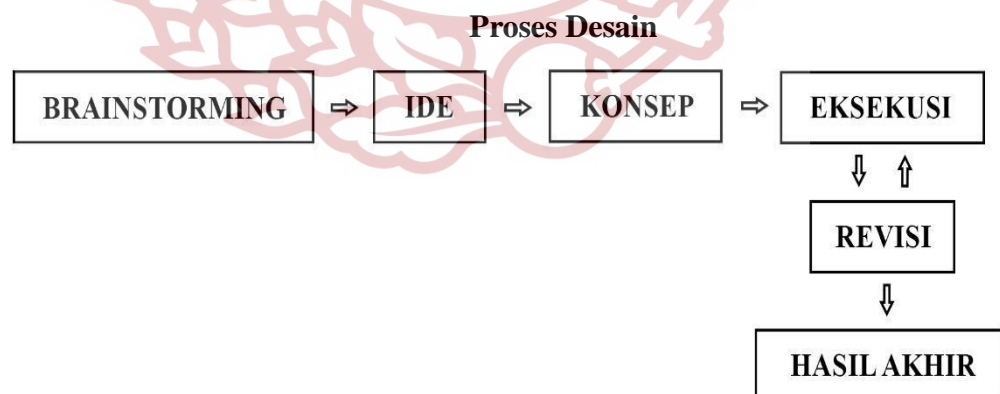 Proses Desain
BRAINSTORMING
IDE
KONSEP
EKSEKUSI
REVISI
HASIL AKHIR